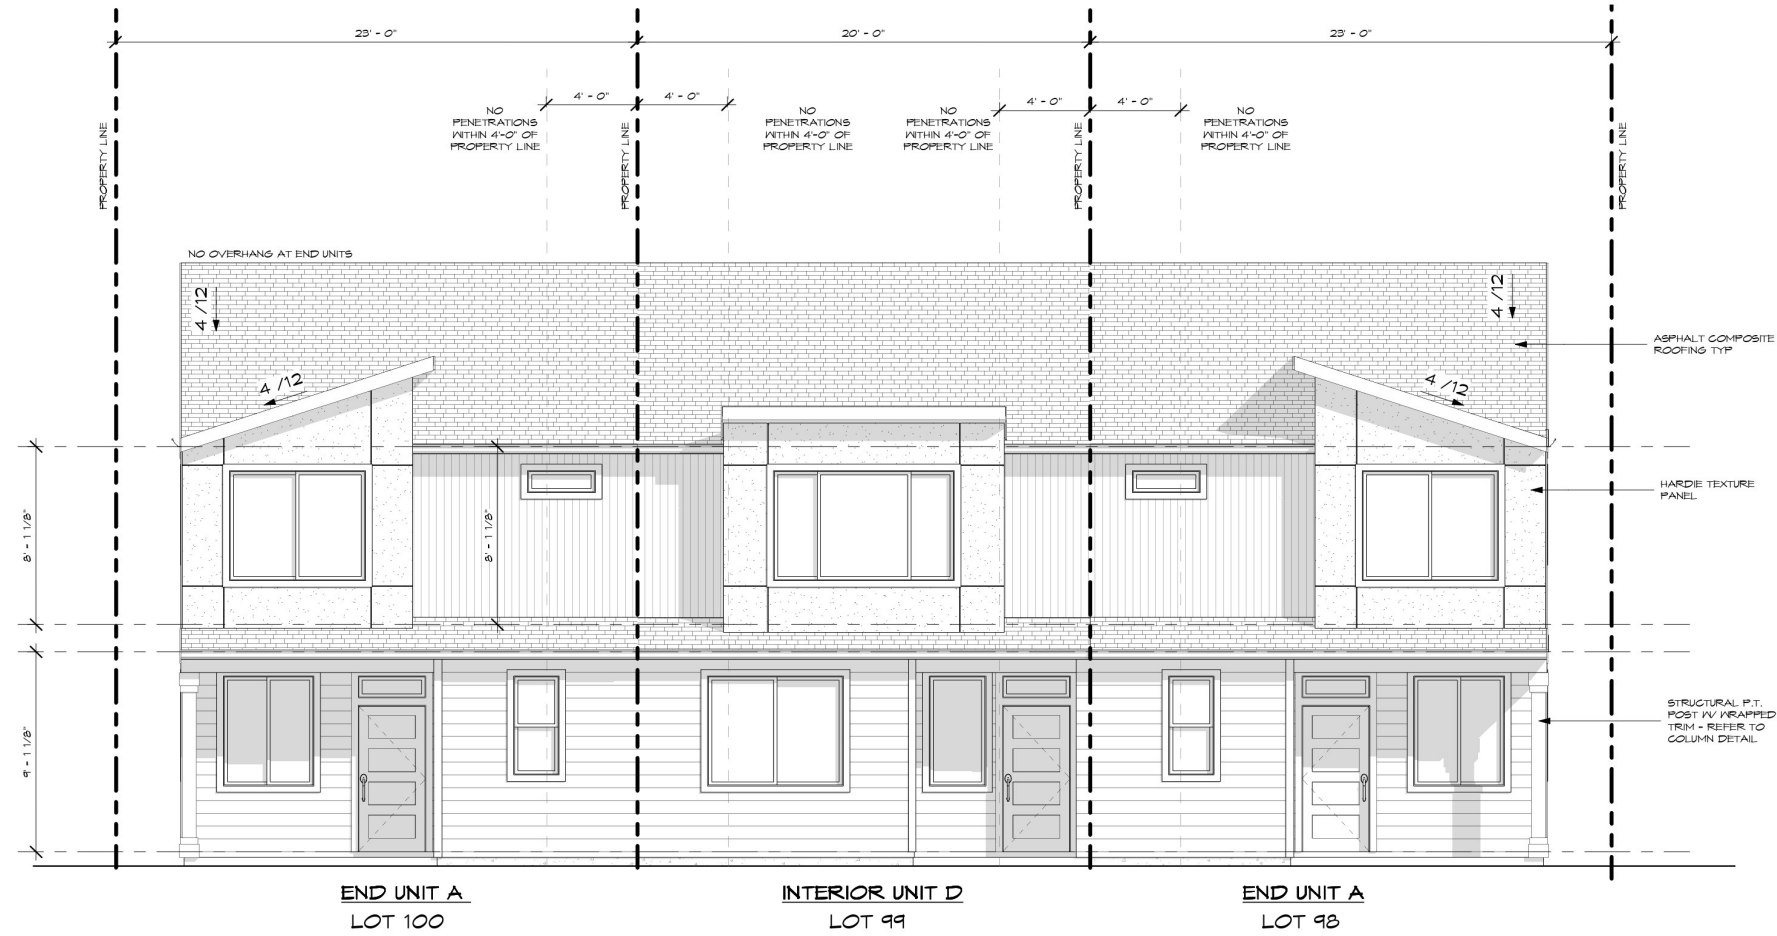 23' - 0"
20' - 0"
23' - 0"
4' - 0"
4' - 0"
4' - 0"
4' - 0"
NO
PENETRATIONS
WITHIN 4'-0" OF
PROPERTY LINE
NO
PENETRATIONS
WITHIN 4'-0" OF
PROPERTY LINE
NO
PENETRATIONS
WITHIN 4'-0" OF
PROPERTY LINE
NO
PENETRATIONS
WITHIN 4'-0" OF
PROPERTY LINE
PROPERTY LINE
PROPERTY LINE
PROPERTY LINE
PROPERTY LINE
NO OVERHANG AT END UNITS
4 /12
4 /12
4 /12
4 /12
ASPHALT COMPOSITE
ROOFING TYP
HARDIE TEXTURE
PANEL
8' - 1 1/8"
8' - 1 1/8"
9' - 1 1/8"
STRUCTURAL P.T.
POST W/ WRAPPED
TRIM - REFER TO
COLUMN DETAIL
END UNIT A
LOT 100
INTERIOR UNIT D
LOT 99
END UNIT A
LOT 98